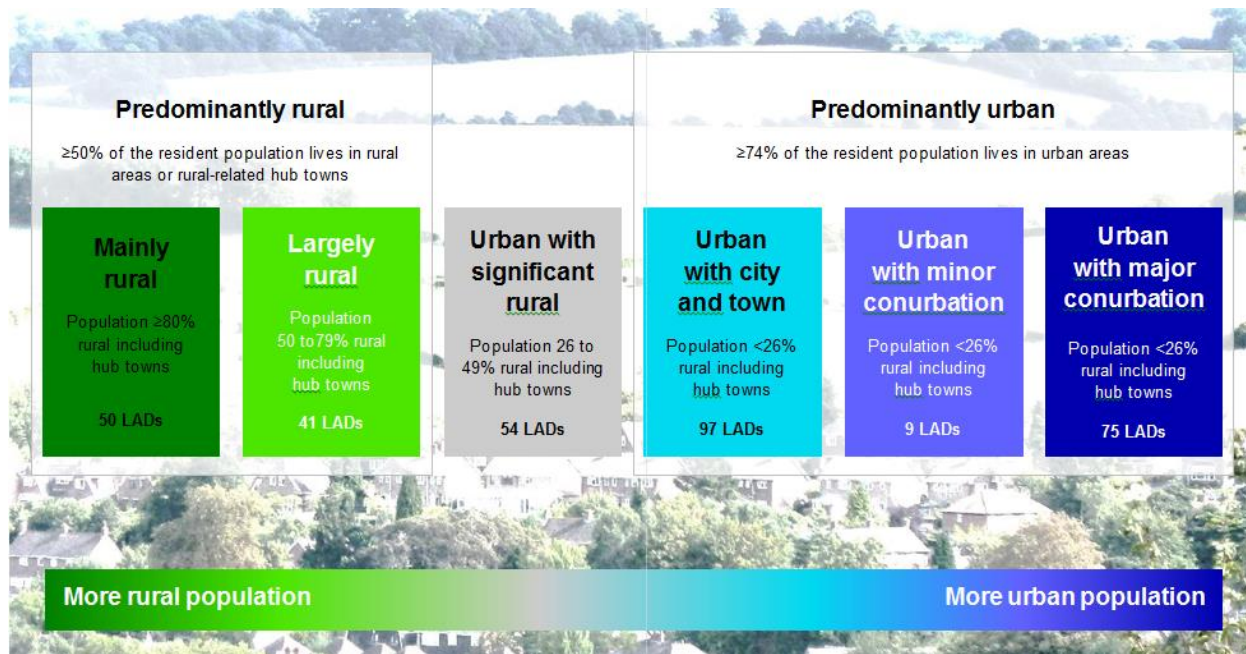 Predominantly rural
≥50% of the resident population lives in rural
areas or rural-related hub towns
Predominantly urban
≥74% of the resident population lives in urban areas
Mainly
rural
Population ≥80%
rural including
hub towns
50 LADs
Largely
rural
Population
50 to79% rural
including
hub towns
41 LADs
Urban with
significant
rural
Population 26 to
49% rural including
hub towns
54 LADs
Urban
with city
and town
Population <26%
rural including
hub towns
97 LADs
Urban
with minor
conurbation
Population <26%
rural including
hub towns
9 LADs
Urban
with major
conurbation
Population <26%
rural including
hub towns
75 LADs
More rural population
More urban population